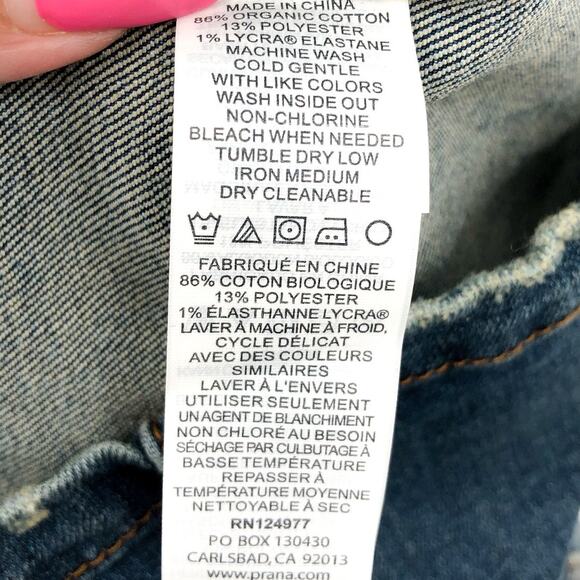 MADE IN CHINA
86% ORGANIC COTTON
13% POLYESTER
1% LYCRA® ELASTANE
MACHINE WASH
COLD GENTLE
WITH LIKE COLORS
WASH INSIDE OUT
NON-CHLORINE
BLEACH WHEN NEEDED
TUMBLE DRY LOW
IRON MEDIUM
DRY CLEANABLE
FABRIQUÉ EN CHINE
86% COTON BIOLOGIQUE
13% POLYESTER
1% ÉLASTHANNE LYCRA®
LAVER À MACHINE À FROID,
CYCLE DÉLICAT
AVEC DES COULEURS
SIMILAIRES
LAVER À L'ENVERS
UTILISER SEULEMENT
UN AGENT DE BLANCHIMENT
NON CHLORÉ AU BESOIN
SÉCHAGE PAR CULBUTAGE À
BASSE TEMPÉRATURE
REPASSER À
TEMPÉRATURE MOYENNE
NETTOYABLE À SEC
RN124977
PO BOX 130430
CARLSBAD, CA 92013
www.prana.com